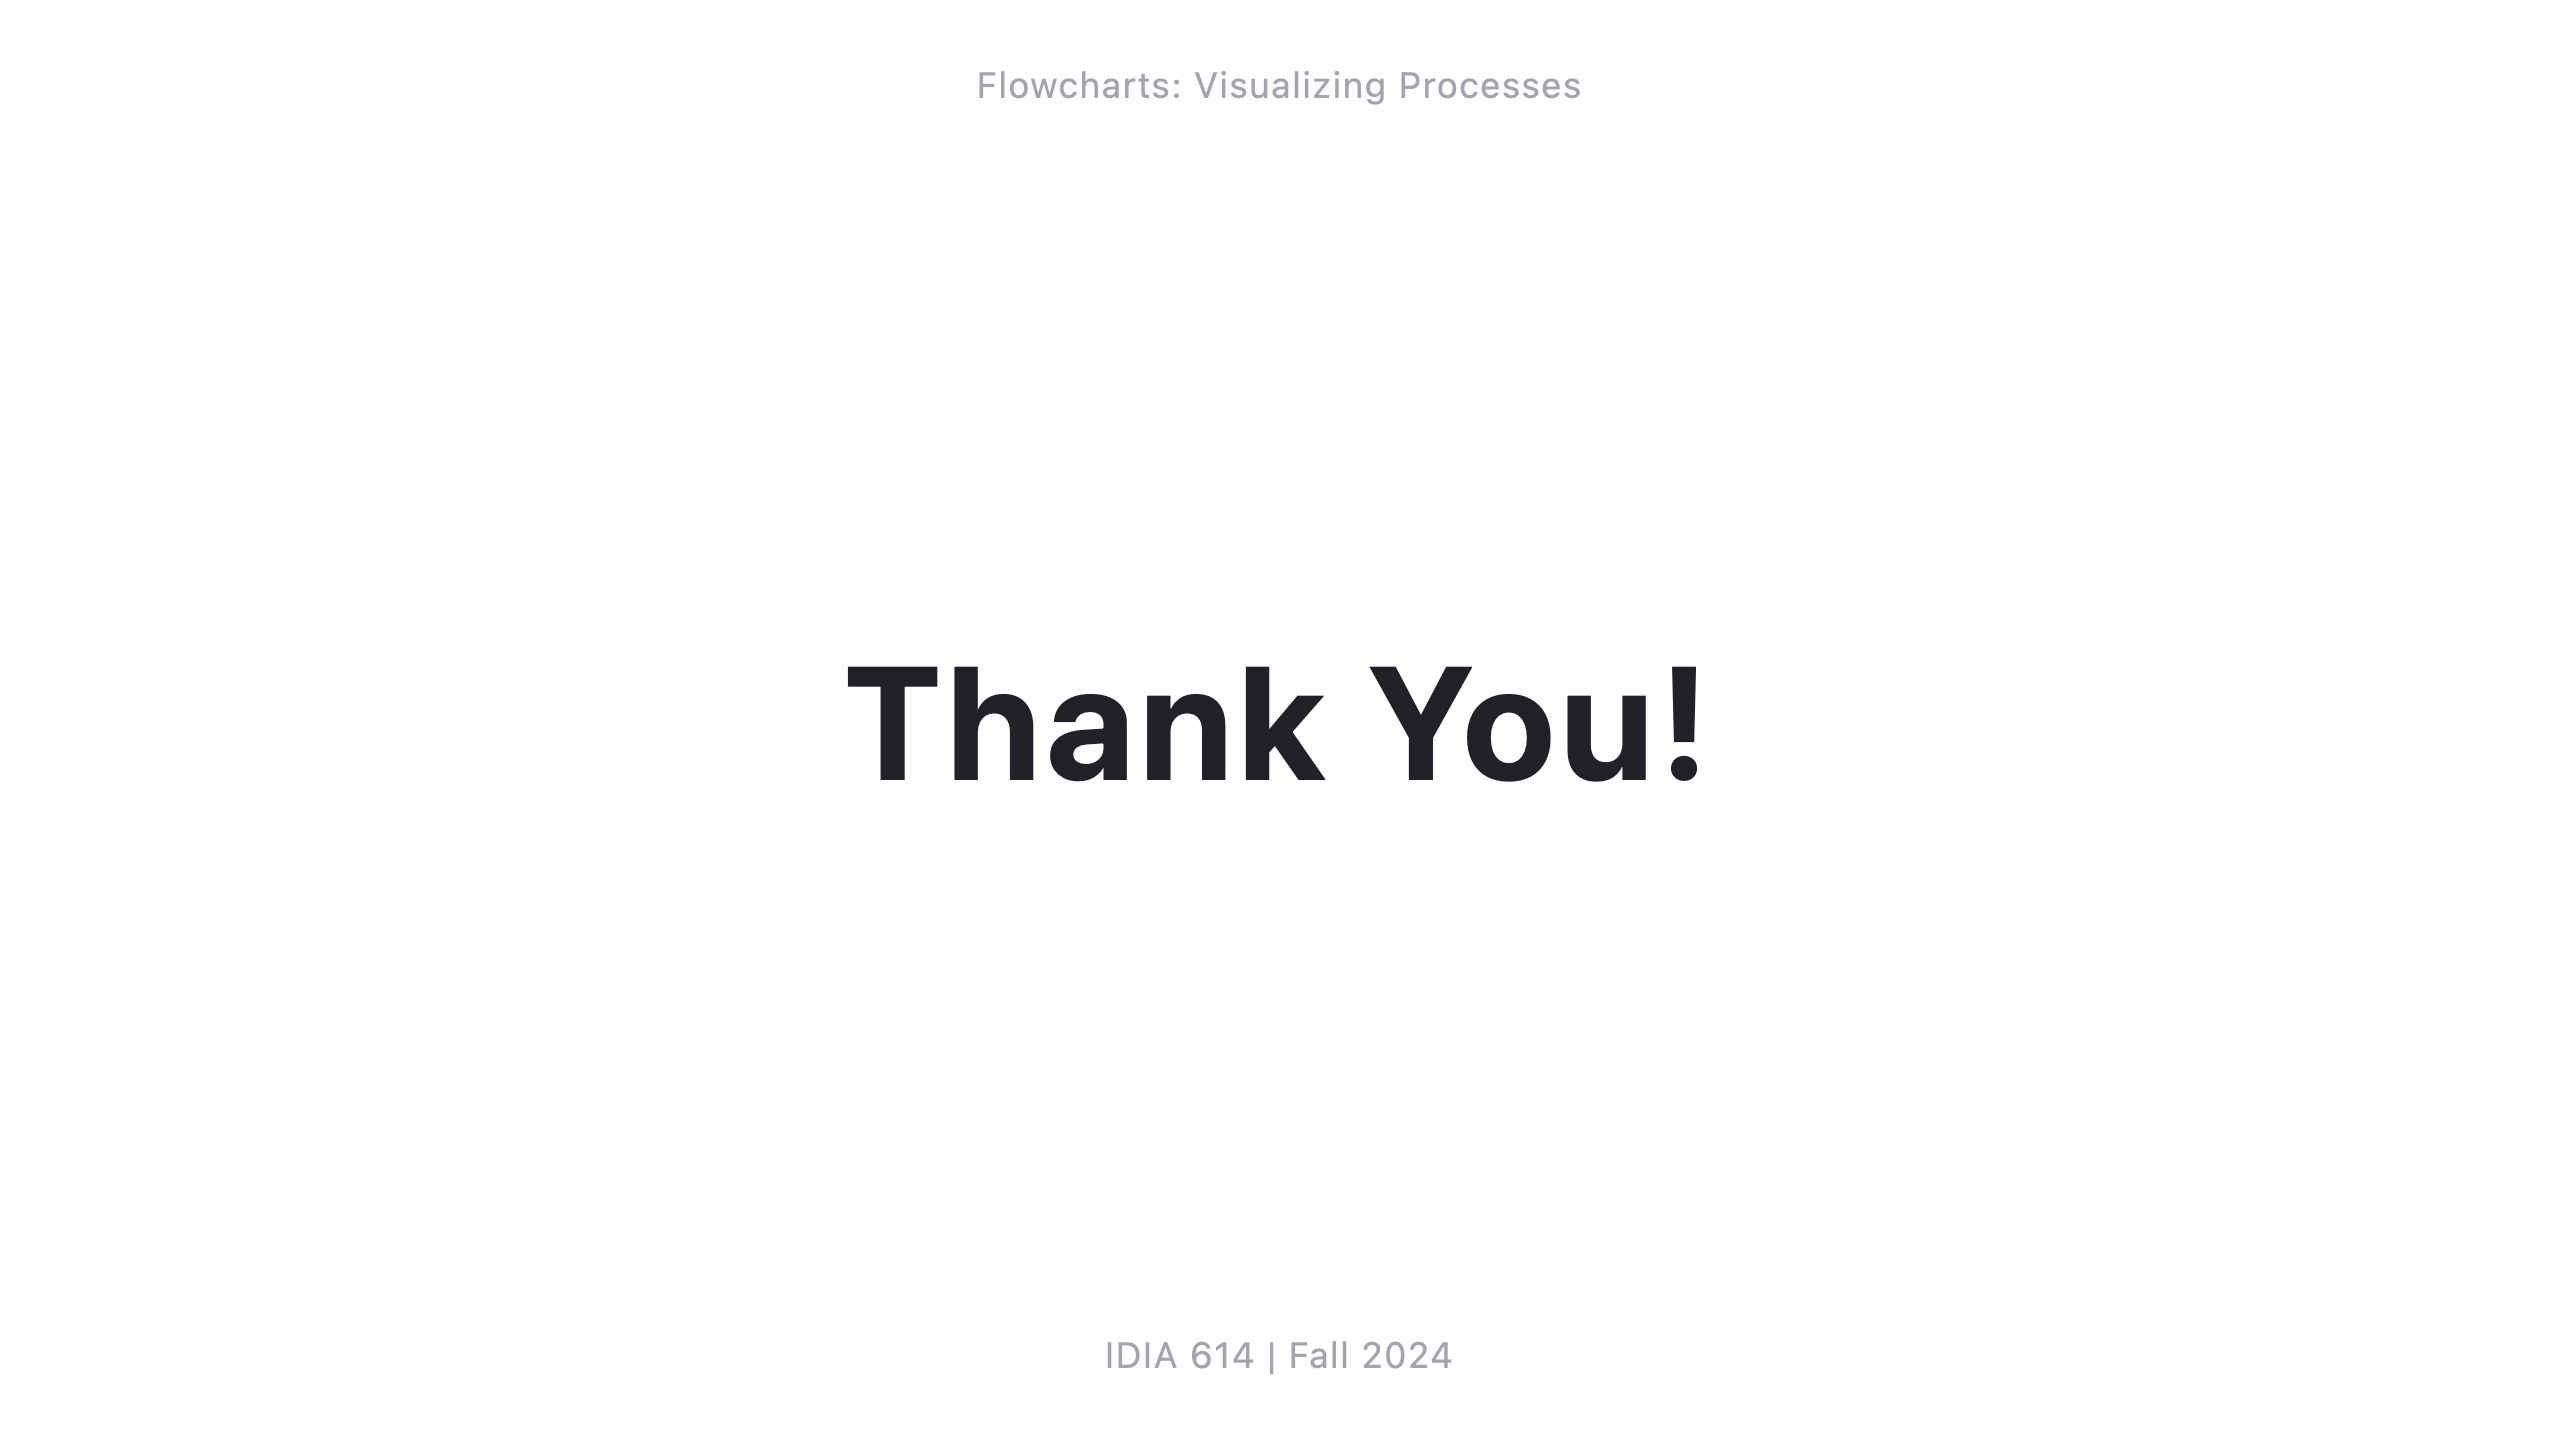 Flowcharts: Visualizing Processes
Thank You!
IDIA 614 | Fall 2024